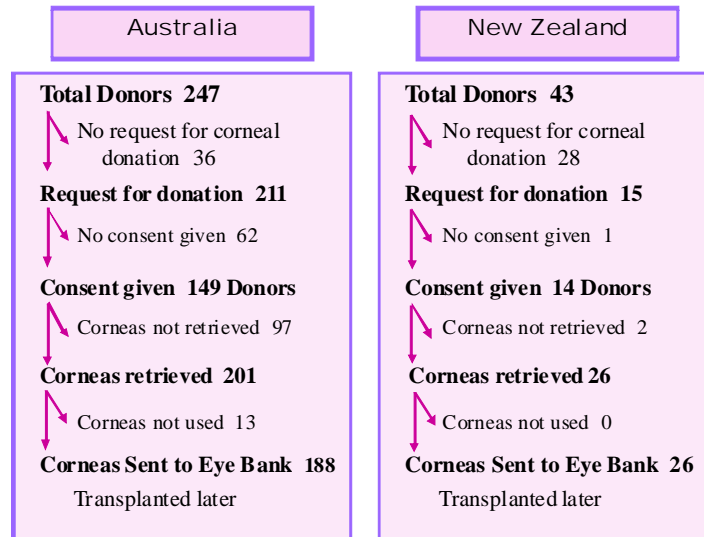 Australia
Total Donors 247
No request for corneal
donation 36
Request for donation 211
No consent given 62
Consent given 149 Donors
Corneas not retrieved 97
Corneas retrieved 201
Corneas not used 13
Corneas Sent to Eye Bank 188
Transplanted later
New Zealand
Total Donors 43
No request for corneal
donation 28
Request for donation 15
No consent given 1
Consent given 14 Donors
Corneas not retrieved 2
Corneas retrieved 26
Corneas not used 0
Corneas Sent to Eye Bank 26
Transplanted later